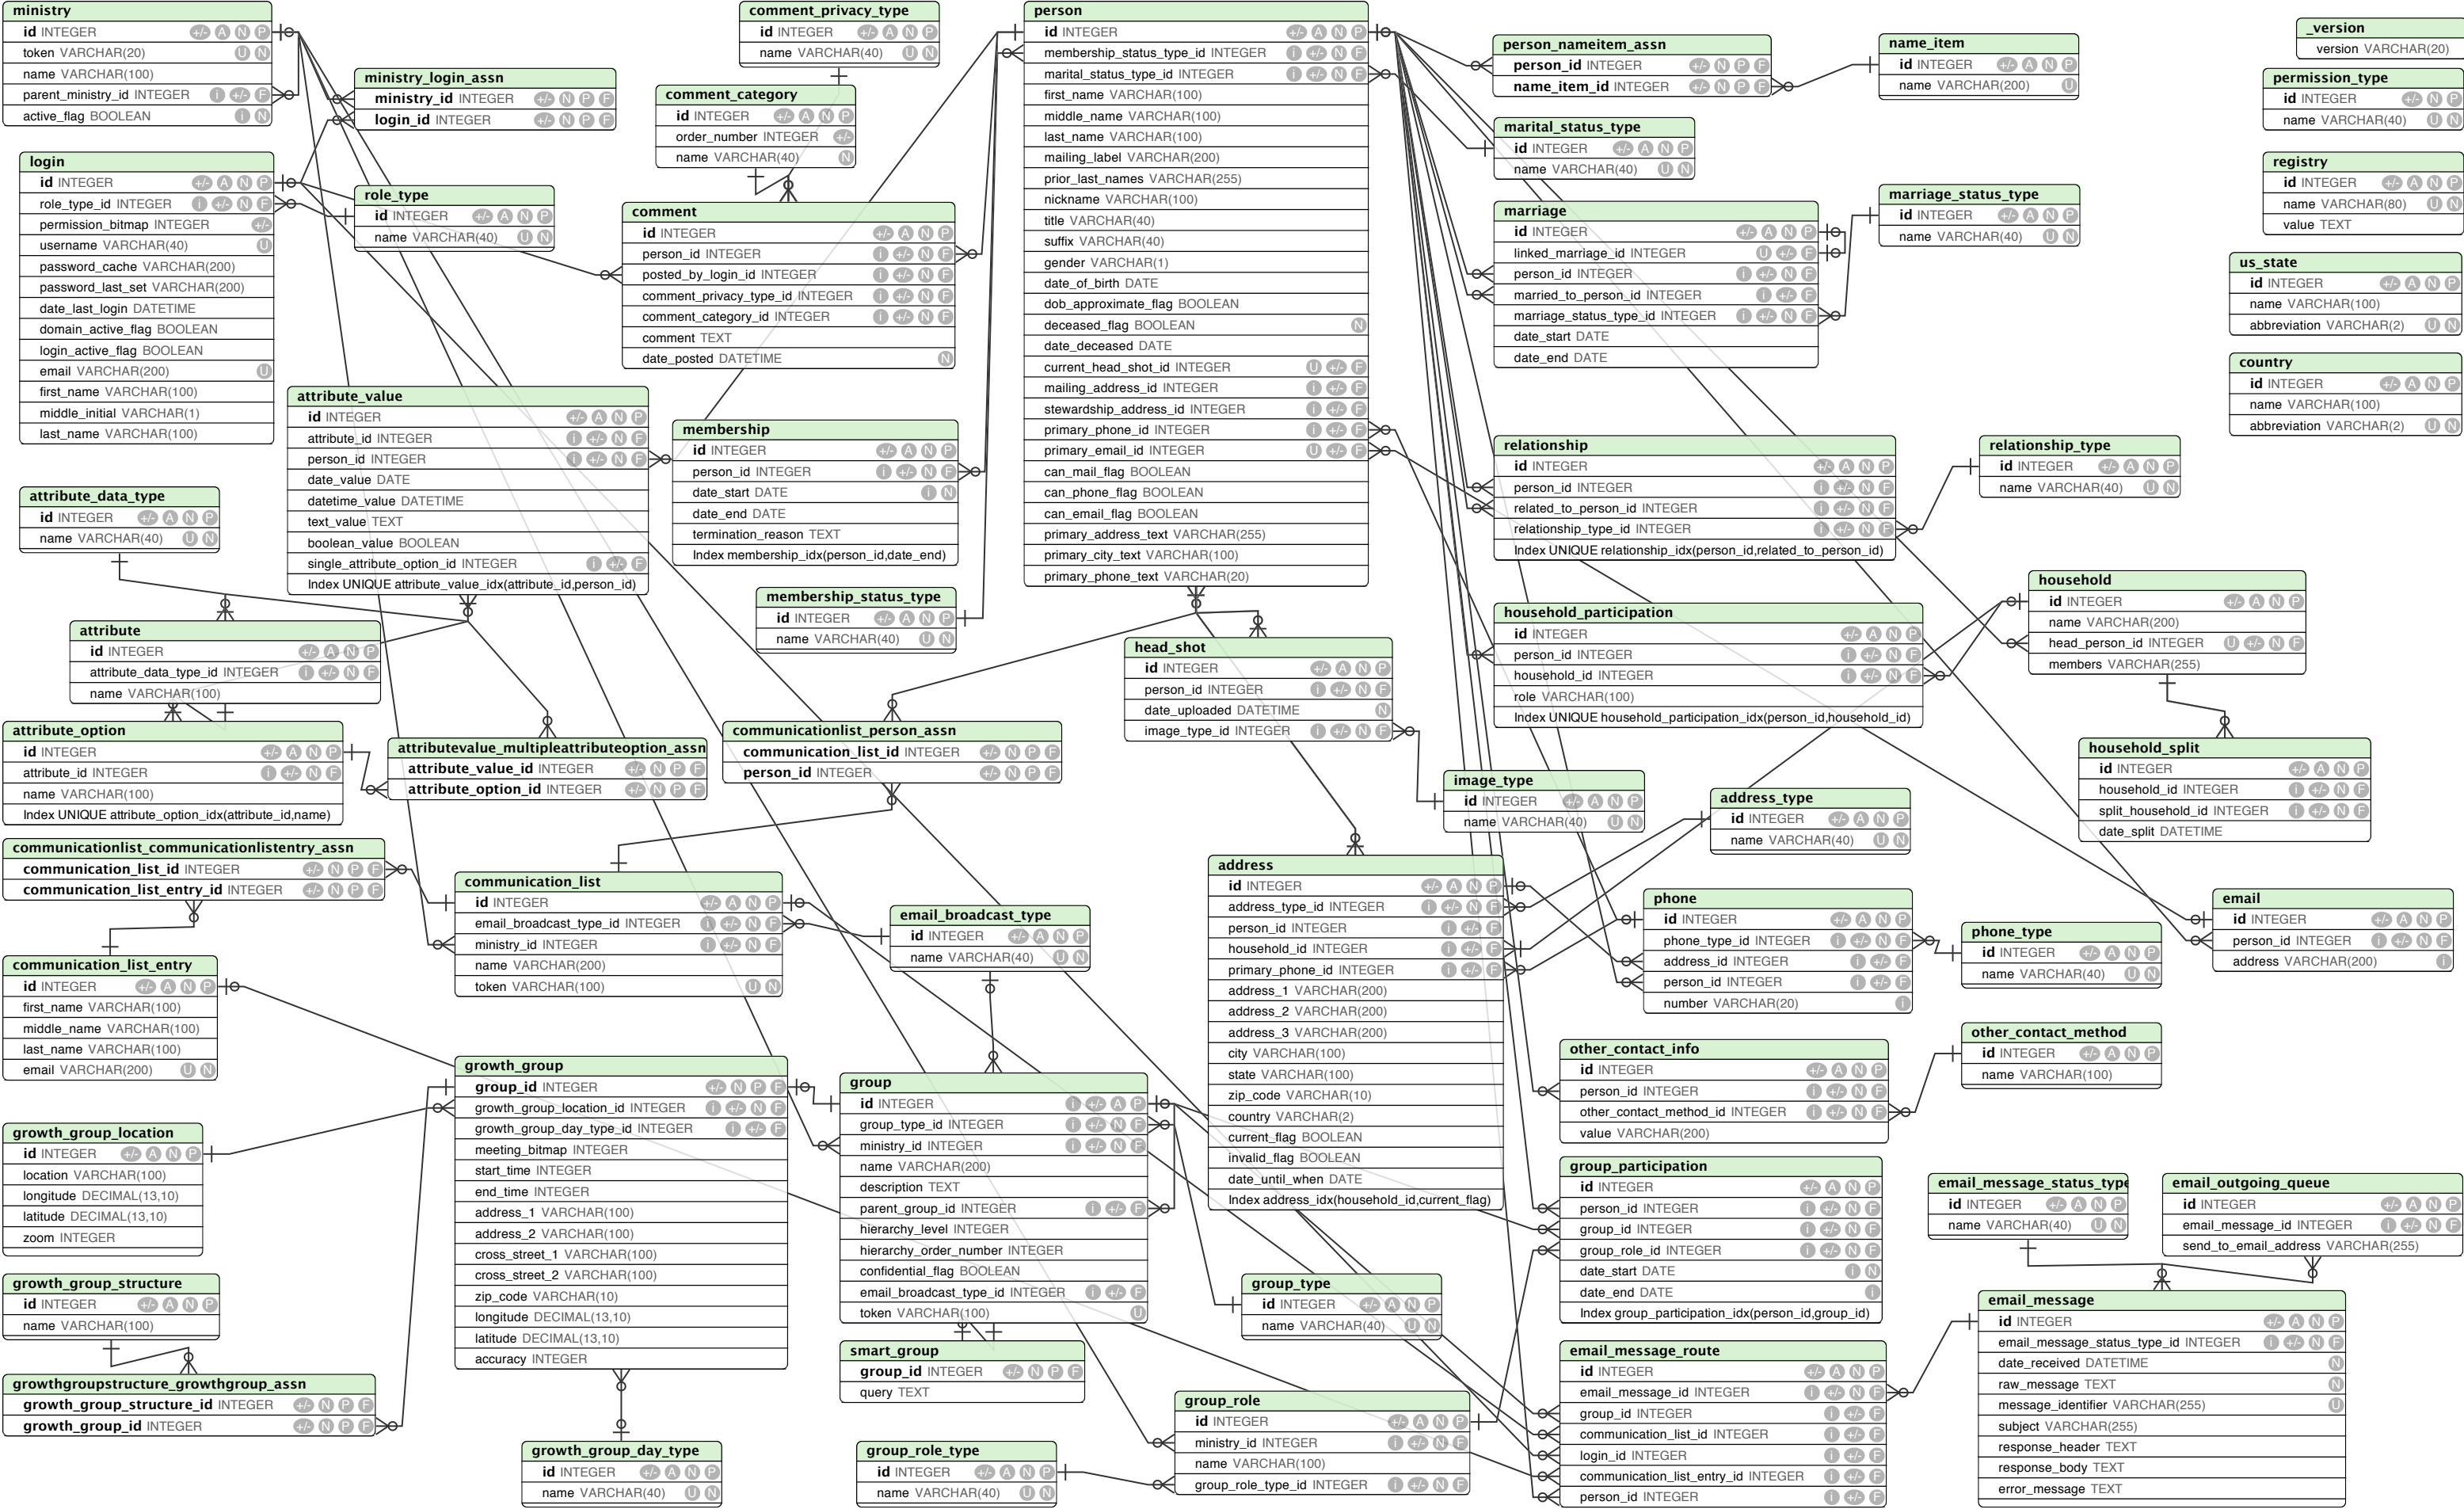 ministry
id INTEGER +/- A N P
token VARCHAR(20) U N
name VARCHAR(100)
parent_ministry_id INTEGER i +/- F
active_flag BOOLEAN i N
ministry_login_assn
ministry_id INTEGER +/- N P F
login_id INTEGER +/- N P F
login
id INTEGER +/- A N P
role_type_id INTEGER i +/- N F
permission_bitmap INTEGER +/-
username VARCHAR(40) U
password_cache VARCHAR(200)
password_last_set VARCHAR(200)
date_last_login DATETIME
domain_active_flag BOOLEAN
login_active_flag BOOLEAN
email VARCHAR(200) U
first_name VARCHAR(100)
middle_initial VARCHAR(1)
last_name VARCHAR(100)
role_type
id INTEGER +/- A N P
name VARCHAR(40) U N
comment_privacy_type
id INTEGER +/- A N P
name VARCHAR(40) U N
comment_category
id INTEGER +/- A N P
order_number INTEGER +/-
name VARCHAR(40) N
comment
id INTEGER +/- A N P
person_id INTEGER i +/- N F
posted_by_login_id INTEGER i +/- N F
comment_privacy_type_id INTEGER i +/- N F
comment_category_id INTEGER i +/- N F
comment TEXT
date_posted DATETIME N
person
id INTEGER +/- A N P
membership_status_type_id INTEGER i +/- N F
marital_status_type_id INTEGER i +/- N F
first_name VARCHAR(100)
middle_name VARCHAR(100)
last_name VARCHAR(100)
mailing_label VARCHAR(200)
prior_last_names VARCHAR(255)
nickname VARCHAR(100)
title VARCHAR(40)
suffix VARCHAR(40)
gender VARCHAR(1)
date_of_birth DATE
dob_approximate_flag BOOLEAN
deceased_flag BOOLEAN N
date_deceased DATE
current_head_shot_id INTEGER U +/- F
mailing_address_id INTEGER i +/- F
stewardship_address_id INTEGER i +/- F
primary_phone_id INTEGER i +/- F
primary_email_id INTEGER U +/- F
can_mail_flag BOOLEAN
can_phone_flag BOOLEAN
can_email_flag BOOLEAN
primary_address_text VARCHAR(255)
primary_city_text VARCHAR(100)
primary_phone_text VARCHAR(20)
person_nameitem_assn
person_id INTEGER +/- N P F
name_item_id INTEGER +/- N P F
name_item
id INTEGER +/- A N P
name VARCHAR(200) U
_version
version VARCHAR(20)
permission_type
id INTEGER +/- N P
name VARCHAR(40) U N
marital_status_type
id INTEGER +/- A N P
name VARCHAR(40) U N
registry
id INTEGER +/- A N P
name VARCHAR(80) U N
value TEXT
marriage
id INTEGER +/- A N P
linked_marriage_id INTEGER U +/- F
person_id INTEGER i +/- N F
married_to_person_id INTEGER i +/- F
marriage_status_type_id INTEGER i +/- N F
date_start DATE
date_end DATE
marriage_status_type
id INTEGER +/- A N P
name VARCHAR(40) U N
us_state
id INTEGER +/- A N P
name VARCHAR(100)
abbreviation VARCHAR(2) U N
country
id INTEGER +/- A N P
name VARCHAR(100)
abbreviation VARCHAR(2) U N
attribute_value
id INTEGER +/- A N P
attribute_id INTEGER i +/- N F
person_id INTEGER i +/- N F
date_value DATE
datetime_value DATETIME
text_value TEXT
boolean_value BOOLEAN
single_attribute_option_id INTEGER i +/- F
Index UNIQUE attribute_value_idx(attribute_id,person_id)
membership
id INTEGER +/- A N P
person_id INTEGER i +/- N F
date_start DATE i N
date_end DATE
termination_reason TEXT
Index membership_idx(person_id,date_end)
relationship
id INTEGER +/- A N P
person_id INTEGER i +/- N F
related_to_person_id INTEGER i +/- N F
relationship_type_id INTEGER i +/- N F
Index UNIQUE relationship_idx(person_id,related_to_person_id)
relationship_type
id INTEGER +/- A N P
name VARCHAR(40) U N
attribute_data_type
id INTEGER +/- A N P
name VARCHAR(40) U N
membership_status_type
id INTEGER +/- A N P
name VARCHAR(40) U N
household_participation
id INTEGER +/- A N P
person_id INTEGER i +/- N F
household_id INTEGER i +/- N F
role VARCHAR(100)
Index UNIQUE household_participation_idx(person_id,household_id)
household
id INTEGER +/- A N P
name VARCHAR(200)
head_person_id INTEGER U +/- N F
members VARCHAR(255)
attribute
id INTEGER +/- A N P
attribute_data_type_id INTEGER i +/- N F
name VARCHAR(100)
head_shot
id INTEGER +/- A N P
person_id INTEGER i +/- N F
date_uploaded DATETIME N
image_type_id INTEGER i +/- N F
attribute_option
id INTEGER +/- A N P
attribute_id INTEGER i +/- N F
name VARCHAR(100)
Index UNIQUE attribute_option_idx(attribute_id,name)
attributevalue_multipleattributeoption_assn
attribute_value_id INTEGER +/- N P F
attribute_option_id INTEGER +/- N P F
communicationlist_person_assn
communication_list_id INTEGER +/- N P F
person_id INTEGER +/- N P F
image_type
id INTEGER +/- A N P
name VARCHAR(40) U N
address_type
id INTEGER +/- A N P
name VARCHAR(40) U N
household_split
id INTEGER +/- A N P
household_id INTEGER i +/- N F
split_household_id INTEGER i +/- N F
date_split DATETIME
communicationlist_communicationlistentry_assn
communication_list_id INTEGER +/- N P F
communication_list_entry_id INTEGER +/- N P F
communication_list
id INTEGER +/- A N P
email_broadcast_type_id INTEGER i +/- N F
ministry_id INTEGER i +/- N F
name VARCHAR(200)
token VARCHAR(100) U N
email_broadcast_type
id INTEGER +/- A N P
name VARCHAR(40) U N
address
id INTEGER +/- A N P
address_type_id INTEGER i +/- N F
person_id INTEGER i +/- F
household_id INTEGER i +/- F
primary_phone_id INTEGER i +/- F
address_1 VARCHAR(200)
address_2 VARCHAR(200)
address_3 VARCHAR(200)
city VARCHAR(100)
state VARCHAR(100)
zip_code VARCHAR(10)
country VARCHAR(2)
current_flag BOOLEAN
invalid_flag BOOLEAN
date_until_when DATE
Index address_idx(household_id,current_flag)
phone
id INTEGER +/- A N P
phone_type_id INTEGER i +/- N F
address_id INTEGER i +/- F
person_id INTEGER i +/- F
number VARCHAR(20) i
phone_type
id INTEGER +/- A N P
name VARCHAR(40) U N
email
id INTEGER +/- A N P
person_id INTEGER i +/- N F
address VARCHAR(200) i
communication_list_entry
id INTEGER +/- A N P
first_name VARCHAR(100)
middle_name VARCHAR(100)
last_name VARCHAR(100)
email VARCHAR(200) U N
other_contact_info
id INTEGER +/- A N P
person_id INTEGER i +/- N F
other_contact_method_id INTEGER i +/- N F
value VARCHAR(200)
other_contact_method
id INTEGER +/- A N P
name VARCHAR(100)
growth_group
group_id INTEGER +/- N P F
growth_group_location_id INTEGER i +/- N F
growth_group_day_type_id INTEGER i +/- F
meeting_bitmap INTEGER
start_time INTEGER
end_time INTEGER
address_1 VARCHAR(100)
address_2 VARCHAR(100)
cross_street_1 VARCHAR(100)
cross_street_2 VARCHAR(100)
zip_code VARCHAR(10)
longitude DECIMAL(13,10)
latitude DECIMAL(13,10)
accuracy INTEGER
group
id INTEGER i +/- A P
group_type_id INTEGER i +/- N F
ministry_id INTEGER i +/- N F
name VARCHAR(200)
description TEXT
parent_group_id INTEGER i +/- F
hierarchy_level INTEGER
hierarchy_order_number INTEGER
confidential_flag BOOLEAN
email_broadcast_type_id INTEGER i +/- F
token VARCHAR(100) U
growth_group_location
id INTEGER +/- A N P
location VARCHAR(100)
longitude DECIMAL(13,10)
latitude DECIMAL(13,10)
zoom INTEGER
group_participation
id INTEGER +/- A N P
person_id INTEGER i +/- N F
group_id INTEGER i +/- N F
group_role_id INTEGER i +/- N F
date_start DATE i N
date_end DATE i
Index group_participation_idx(person_id,group_id)
email_message_status_type
id INTEGER +/- A N P
name VARCHAR(40) U N
email_outgoing_queue
id INTEGER +/- A N P
email_message_id INTEGER i +/- N F
send_to_email_address VARCHAR(255)
growth_group_structure
id INTEGER +/- A N P
name VARCHAR(100)
group_type
id INTEGER +/- A N P
name VARCHAR(40) U N
email_message
id INTEGER +/- A N P
email_message_status_type_id INTEGER i +/- N F
date_received DATETIME N
raw_message TEXT N
message_identifier VARCHAR(255) U
subject VARCHAR(255)
response_header TEXT
response_body TEXT
error_message TEXT
smart_group
group_id INTEGER +/- N P F
query TEXT
email_message_route
id INTEGER +/- A N P
email_message_id INTEGER i +/- N F
group_id INTEGER i +/- F
communication_list_id INTEGER i +/- F
login_id INTEGER i +/- F
communication_list_entry_id INTEGER i +/- F
person_id INTEGER i +/- F
growthgroupstructure_growthgroup_assn
growth_group_structure_id INTEGER +/- N P F
growth_group_id INTEGER +/- N P F
group_role
id INTEGER +/- A N P
ministry_id INTEGER i +/- N F
name VARCHAR(100)
group_role_type_id INTEGER i +/- N F
growth_group_day_type
id INTEGER +/- A N P
name VARCHAR(40) U N
group_role_type
id INTEGER +/- A N P
name VARCHAR(40) U N